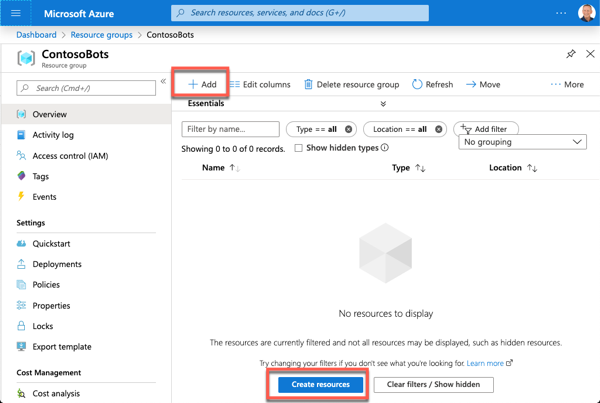 Microsoft Azure
Search resources, services, and docs (G+/)
Dashboard > Resource groups > ContosoBots
ContosoBots
Resource group
Search (Cmd+/)
Overview
Activity log
Access control (IAM)
Tags
Events
Settings
Quickstart
Deployments
Policies
Properties
Locks
Export template
Cost Management
Cost analysis
Add
Edit columns
Delete resource group
Refresh
Move
More
Essentials
Filter by name...
Type == all
Location == all
Add filter
Showing 0 to 0 of 0 records.
Show hidden types
No grouping
Name
Type
Location
No resources to display
The resources are currently filtered and not all resources may be displayed, such as hidden resources.
Try changing your filters if you don't see what you're looking for. Learn more
Create resources
Clear filters / Show hidden